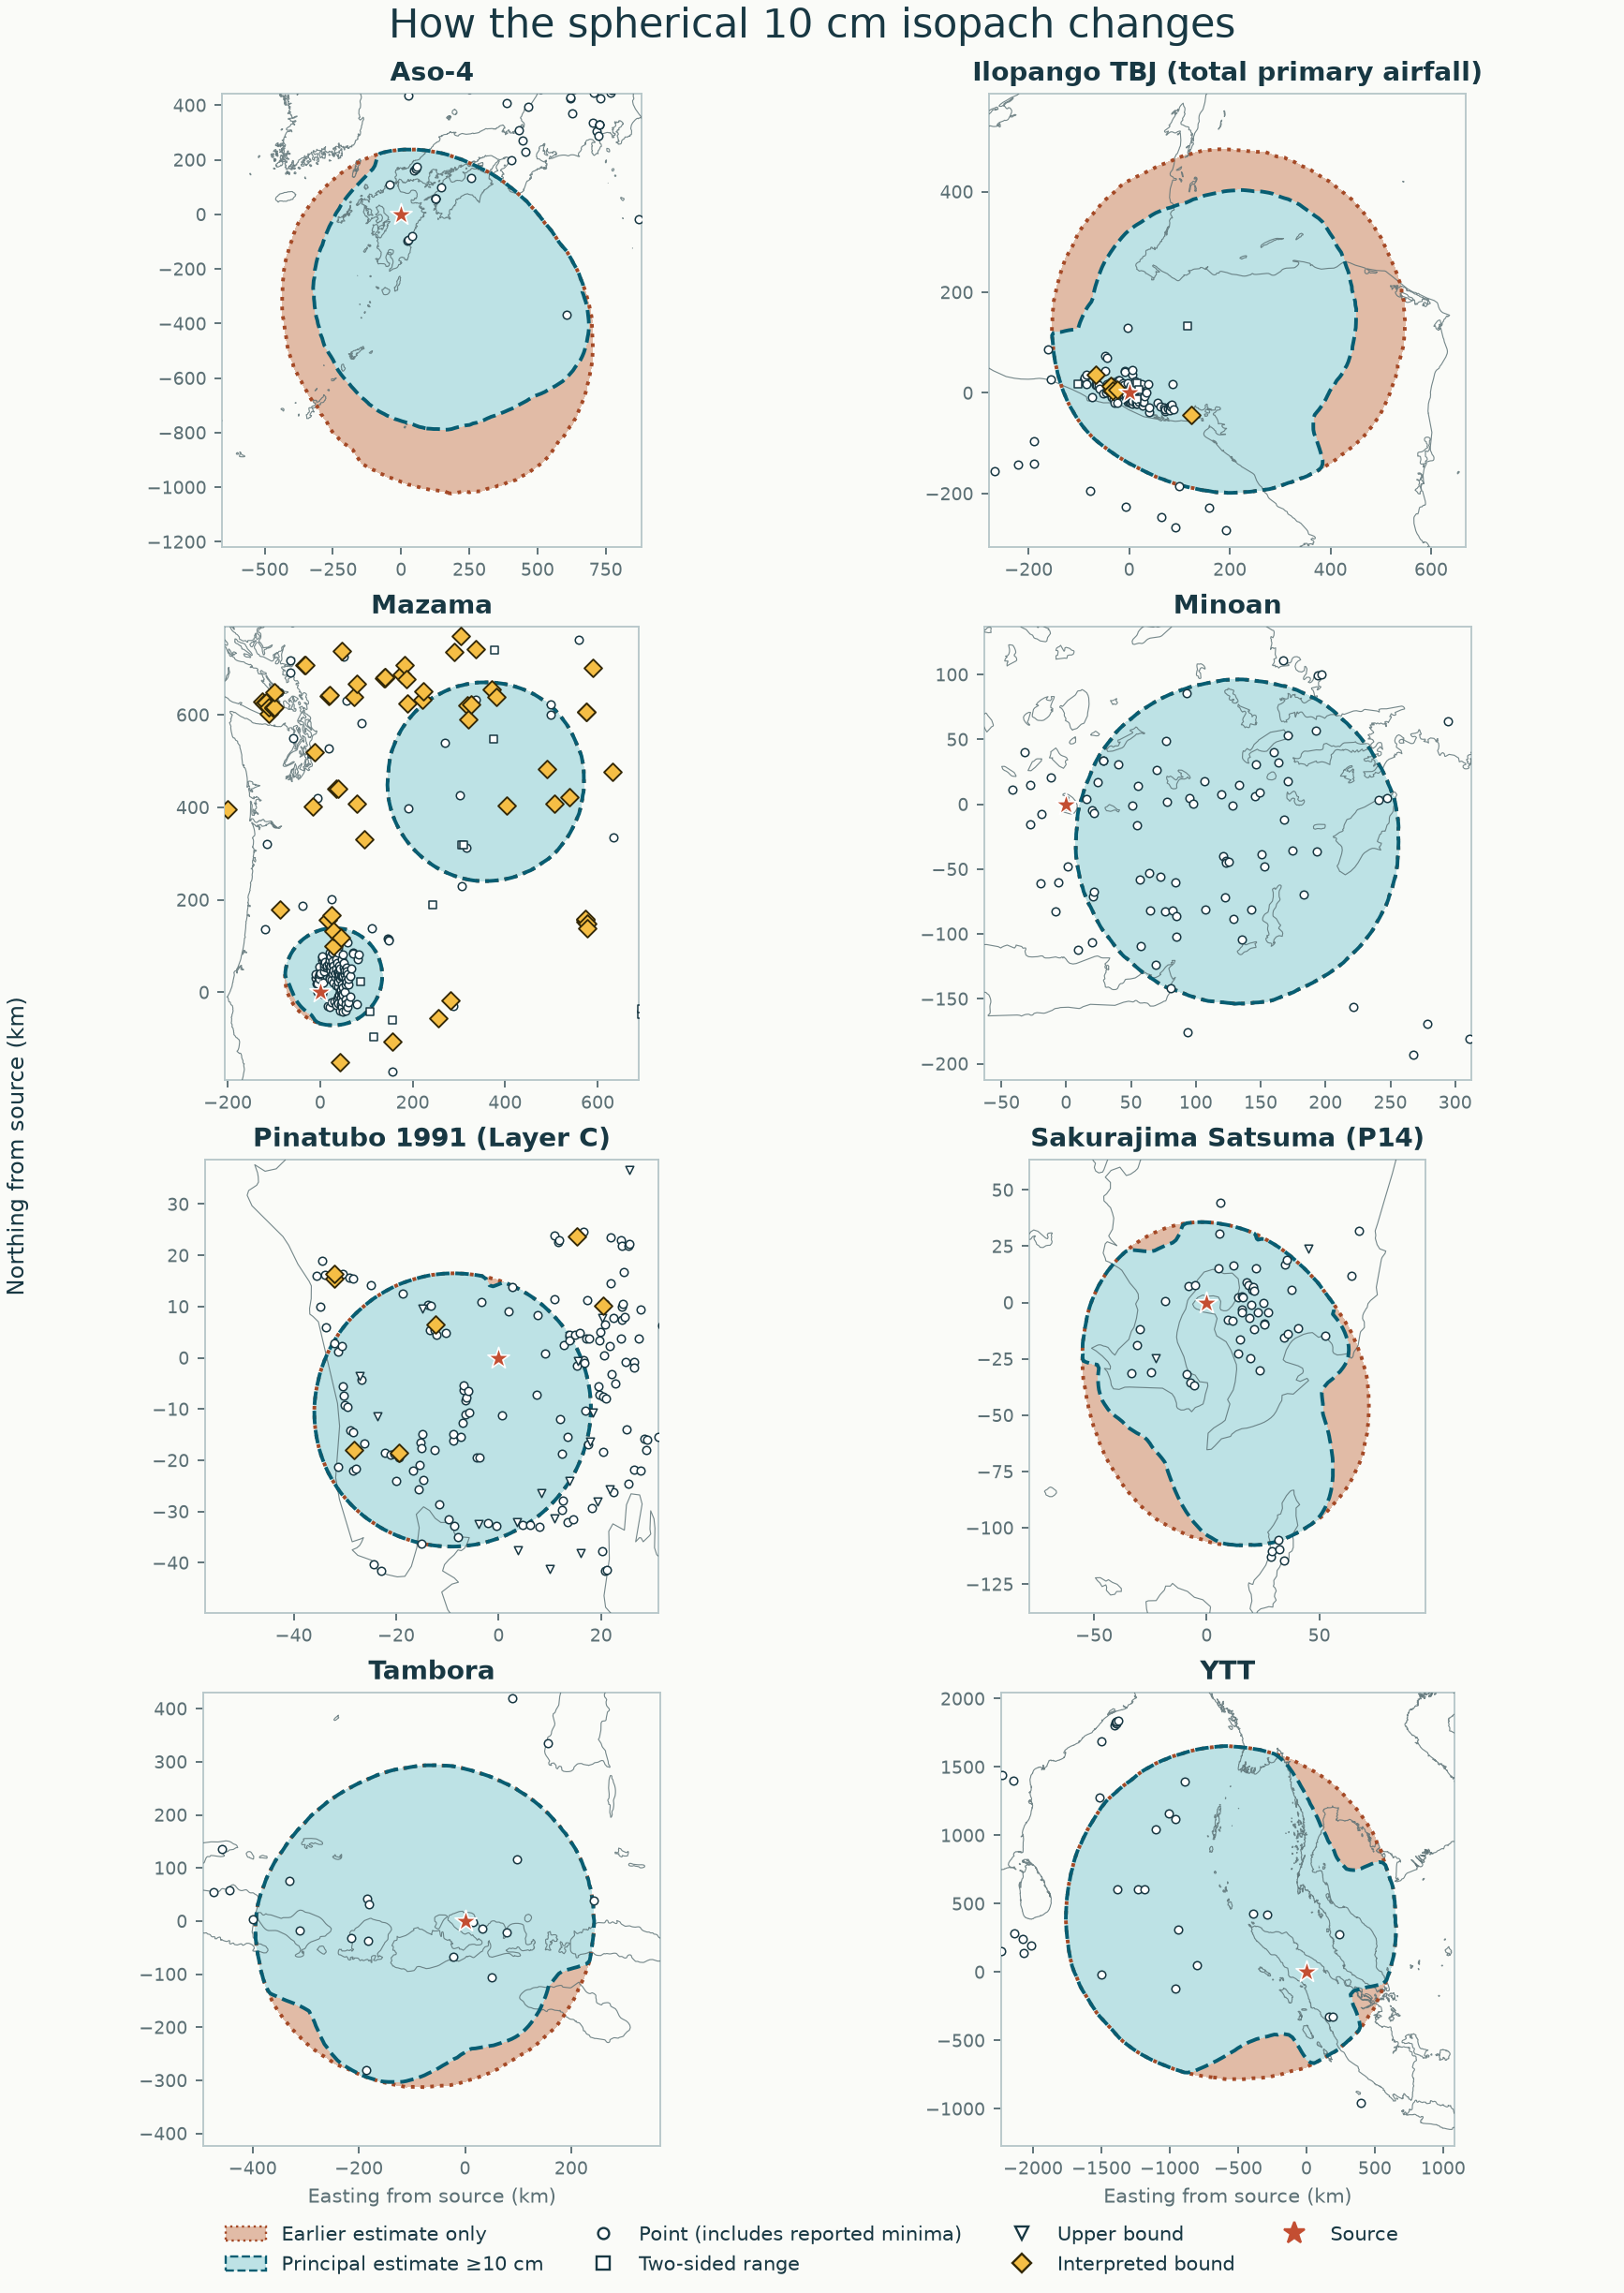 How the spherical 10 cm isopach changes
Aso-4
400
200
0
−200
−400
−600
−800
−1000
−1200
−500 −250 0 250 500 750
Ilopango TBJ (total primary airfall)
400
200
0
−200
−200 0 200 400 600
Mazama
600
400
200
0
−200 0 200 400 600
Minoan
100
50
0
−50
−100
−150
−200
−50 0 50 100 150 200 250 300
Northing from source (km)
Pinatubo 1991 (Layer C)
30
20
10
0
−10
−20
−30
−40
−40 −20 0 20
Sakurajima Satsuma (P14)
50
25
0
−25
−50
−75
−100
−125
−50 0 50
Tambora
400
300
200
100
0
−100
−200
−300
−400
−400 −200 0 200
Easting from source (km)
YTT
2000
1500
1000
500
0
−500
−1000
−2000 −1500 −1000 −500 0 500 1000
Easting from source (km)
Earlier estimate only
Principal estimate ≥10 cm
Point (includes reported minima)
Two-sided range
Upper bound
Interpreted bound
Source